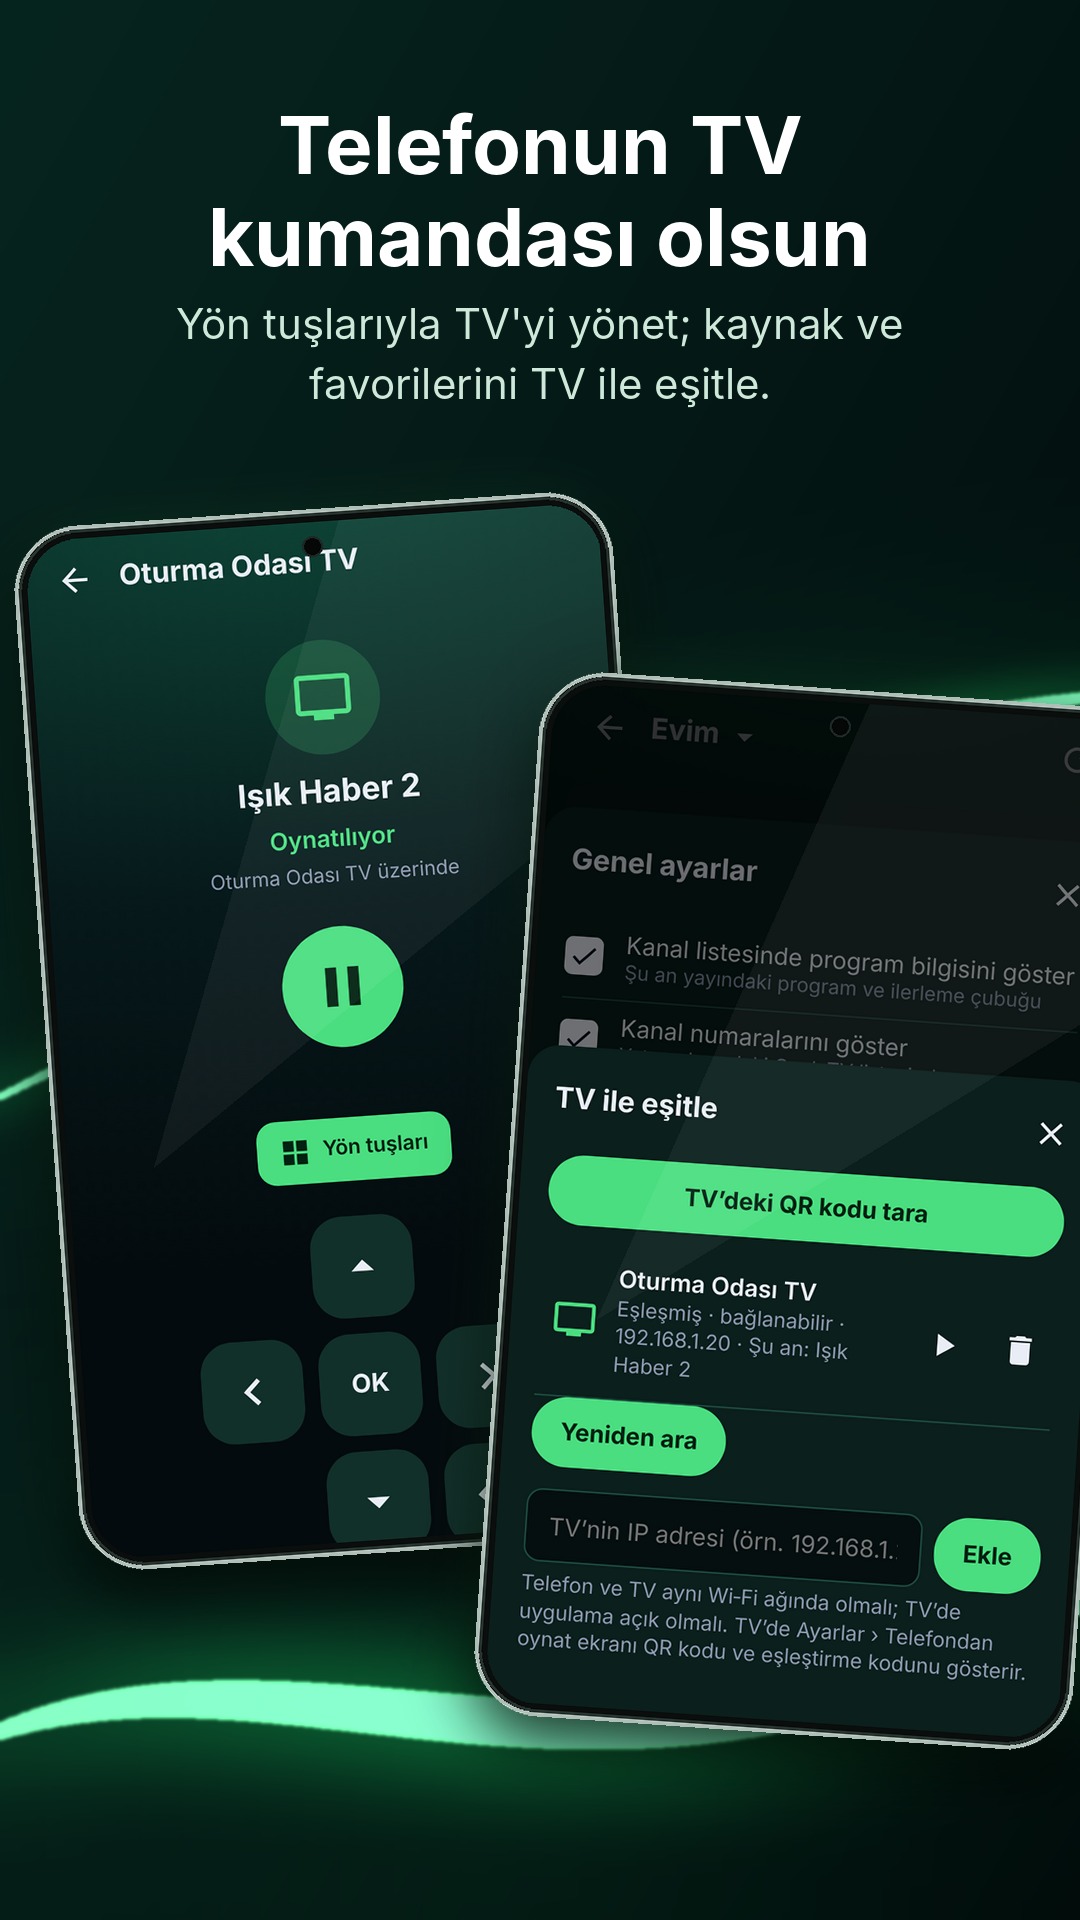 Telefonun TV
kumandası olsun
Yön tuşlarıyla TV'yi yönet; kaynak ve
favorilerini TV ile eşitle.
Oturma Odası TV
Işık Haber 2
Oynatılıyor
Oturma Odası TV üzerinde
Yön tuşları
OK
Evim
Genel ayarlar
Kanal listesinde program bilgisini göster
Şu an yayındaki program ve ilerleme çubuğu
Kanal numaralarını göster
TV ile eşitle
TV’deki QR kodu tara
Oturma Odası TV
Eşleşmiş · bağlanabilir ·
192.168.1.20 · Şu an: Işık
Haber 2
Yeniden ara
TV’nin IP adresi (örn. 192.168.1.
Ekle
Telefon ve TV aynı Wi-Fi ağında olmalı; TV’de
uygulama açık olmalı. TV’de Ayarlar › Telefondan
oynat ekranı QR kodu ve eşleştirme kodunu gösterir.